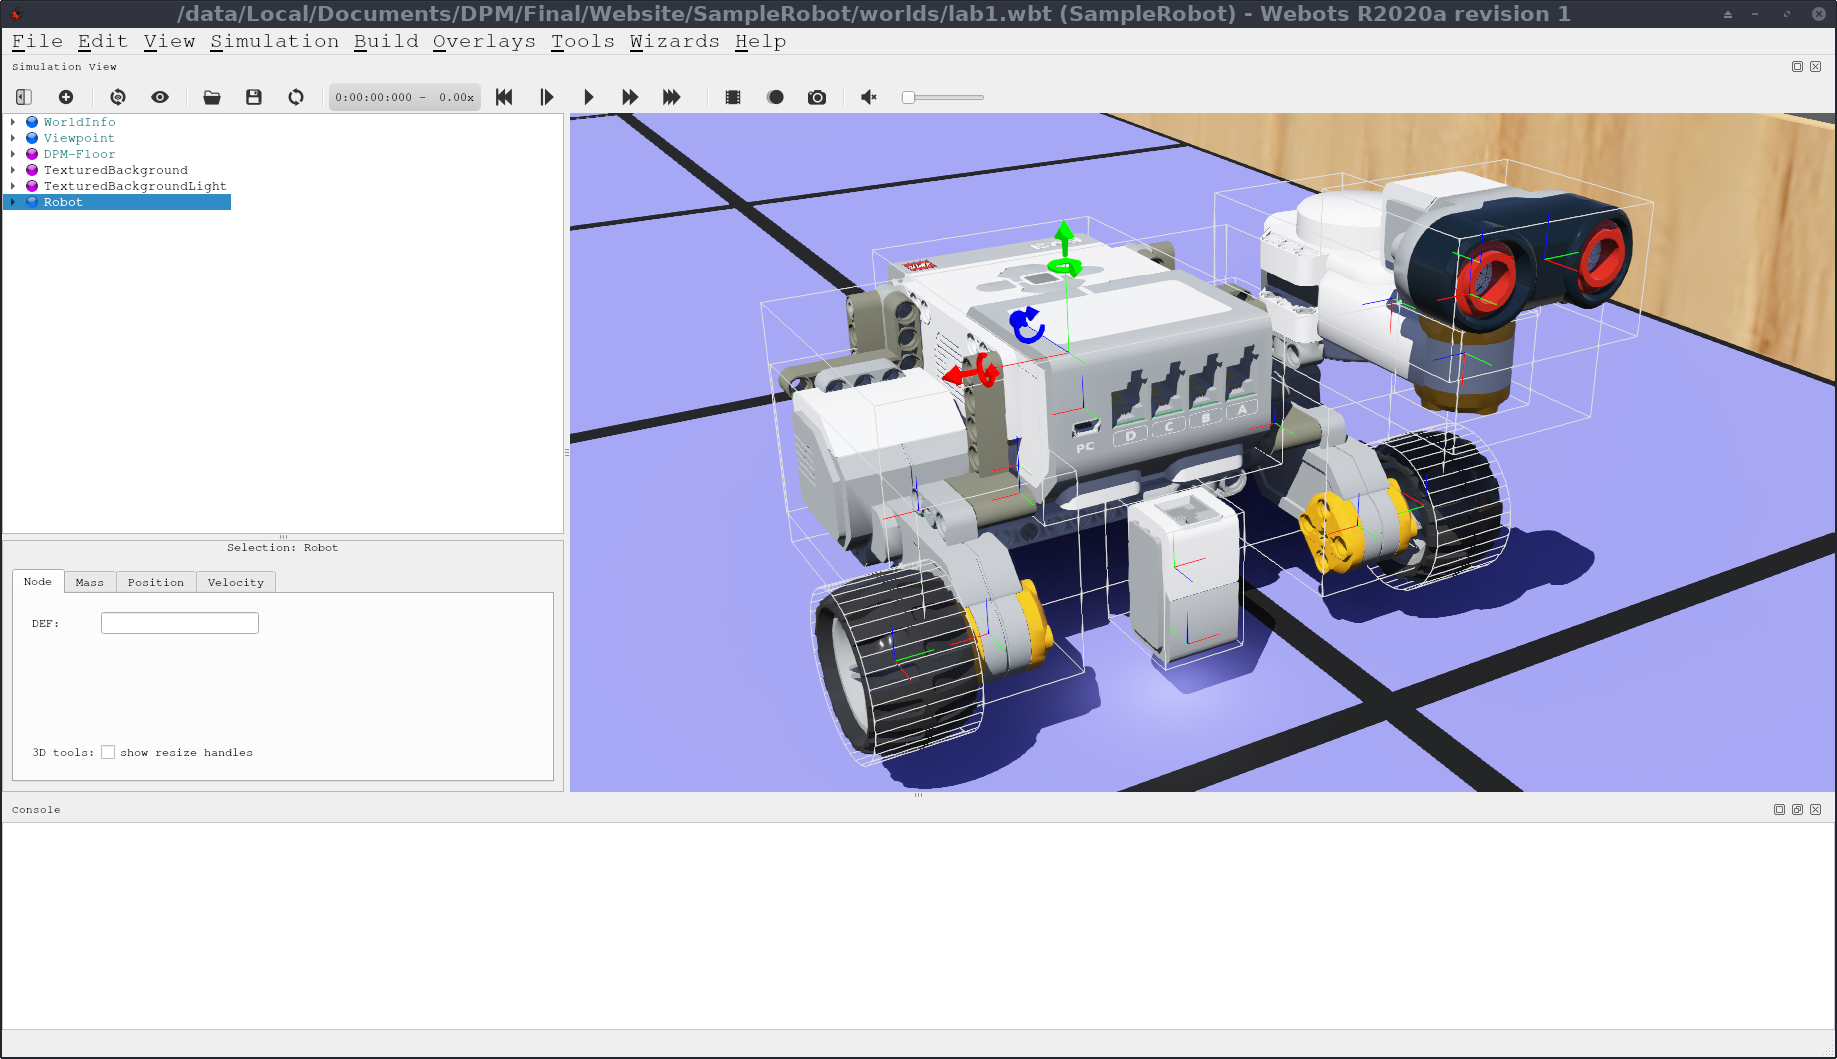 /data/Local/Documents/DPM/Final/Website/SampleRobot/worlds/lab1.wbt (SampleRobot) - Webots R2020a revision 1
File Edit View Simulation Build Overlays Tools Wizards Help
Simulation View
0:00:00:000 - 0.00x
WorldInfo
Viewpoint
DPM-Floor
TexturedBackground
TexturedBackgroundLight
Robot
PC D C B A
Selection: Robot
Node Mass Position Velocity
DEF:
3D tools: show resize handles
Console